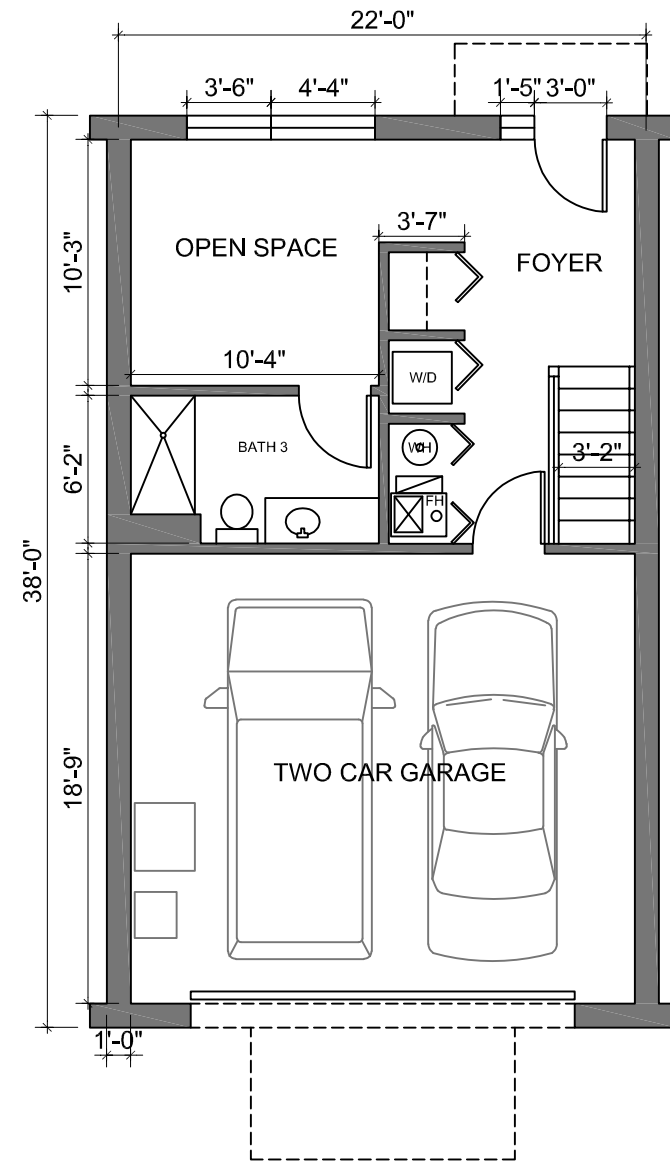 22'-0"
3'-6"
4'-4"
1'-5"
3'-0"
3'-7"
OPEN SPACE
FOYER
10'-3"
10'-4"
W/D
BATH 3
WH
6'-2"
3'-2"
FH
38'-0"
18'-9"
TWO CAR GARAGE
1'-0"